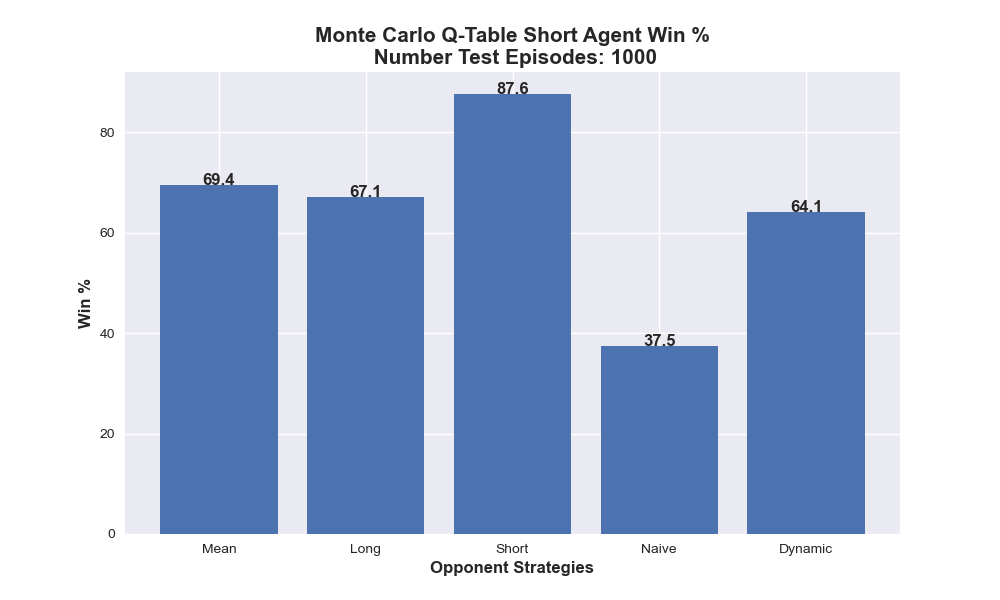 Monte Carlo Q-Table Short Agent Win %
Number Test Episodes: 1000
87.6
80
69.4
67.1
64.1
60
Win %
40
37.5
20
0
Mean Long Short Naive Dynamic
Opponent Strategies